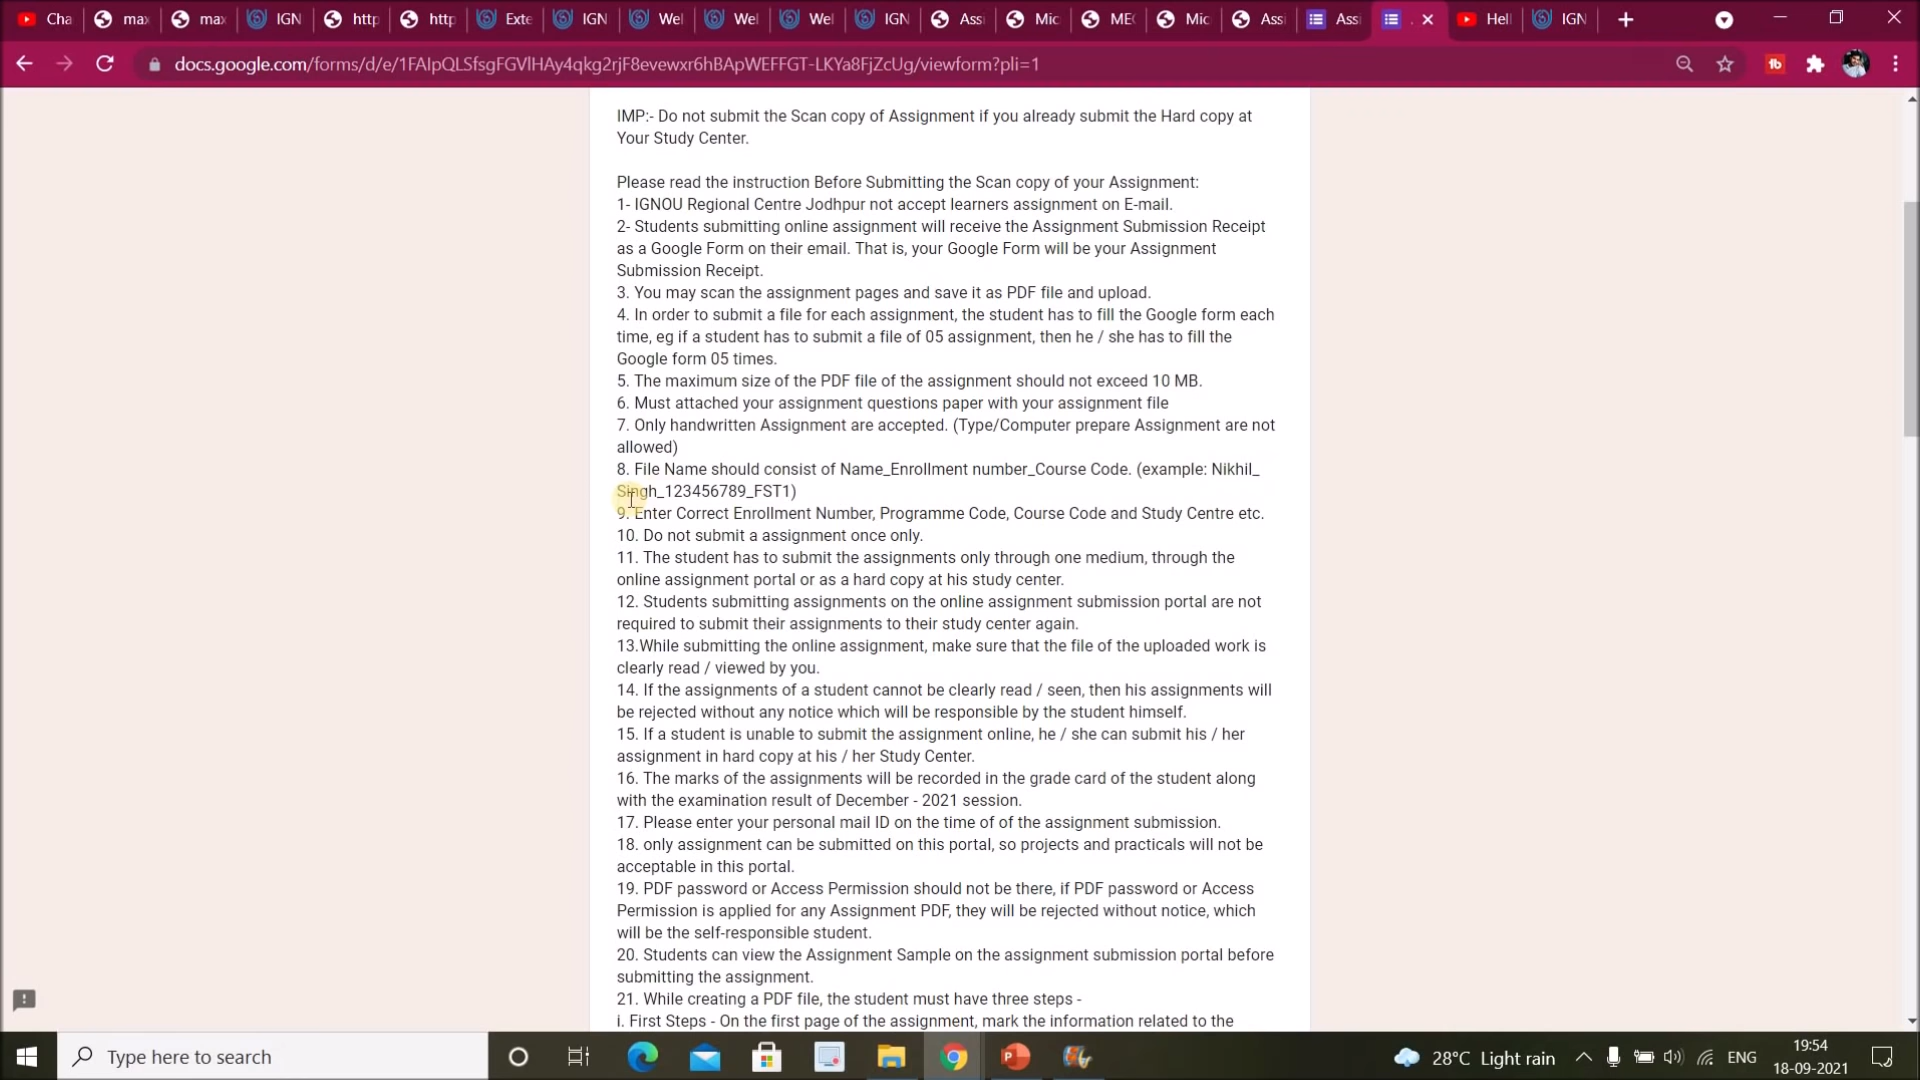 Cha
max
max
IGN
http
http
Exte
IGN
Wel
Wel
Wel
IGN
Assi
Mic
MEC
Mic
Assi
Assi
Hell
IGN
docs.google.com/forms/d/e/1FAIpQLSfsgFGVlHAy4qkg2rjF8evewxr6hBApWEFFGT-LKYa8FjZcUg/viewform?pli=1
IMP:- Do not submit the Scan copy of Assignment if you already submit the Hard copy at
Your Study Center.
Please read the instruction Before Submitting the Scan copy of your Assignment:
1- IGNOU Regional Centre Jodhpur not accept learners assignment on E-mail.
2- Students submitting online assignment will receive the Assignment Submission Receipt
as a Google Form on their email. That is, your Google Form will be your Assignment
Submission Receipt.
3. You may scan the assignment pages and save it as PDF file and upload.
4. In order to submit a file for each assignment, the student has to fill the Google form each
time, eg if a student has to submit a file of 05 assignment, then he / she has to fill the
Google form 05 times.
5. The maximum size of the PDF file of the assignment should not exceed 10 MB.
6. Must attached your assignment questions paper with your assignment file
7. Only handwritten Assignment are accepted. (Type/Computer prepare Assignment are not
allowed)
8. File Name should consist of Name_Enrollment number_Course Code. (example: Nikhil_
Singh_123456789_FST1)
9. Enter Correct Enrollment Number, Programme Code, Course Code and Study Centre etc.
10. Do not submit a assignment once only.
11. The student has to submit the assignments only through one medium, through the
online assignment portal or as a hard copy at his study center.
12. Students submitting assignments on the online assignment submission portal are not
required to submit their assignments to their study center again.
13.While submitting the online assignment, make sure that the file of the uploaded work is
clearly read / viewed by you.
14. If the assignments of a student cannot be clearly read / seen, then his assignments will
be rejected without any notice which will be responsible by the student himself.
15. If a student is unable to submit the assignment online, he / she can submit his / her
assignment in hard copy at his / her Study Center.
16. The marks of the assignments will be recorded in the grade card of the student along
with the examination result of December - 2021 session.
17. Please enter your personal mail ID on the time of of the assignment submission.
18. only assignment can be submitted on this portal, so projects and practicals will not be
acceptable in this portal.
19. PDF password or Access Permission should not be there, if PDF password or Access
Permission is applied for any Assignment PDF, they will be rejected without notice, which
will be the self-responsible student.
20. Students can view the Assignment Sample on the assignment submission portal before
submitting the assignment.
21. While creating a PDF file, the student must have three steps -
i. First Steps - On the first page of the assignment, mark the information related to the
Type here to search
28°C Light rain
ENG
19:54
18-09-2021